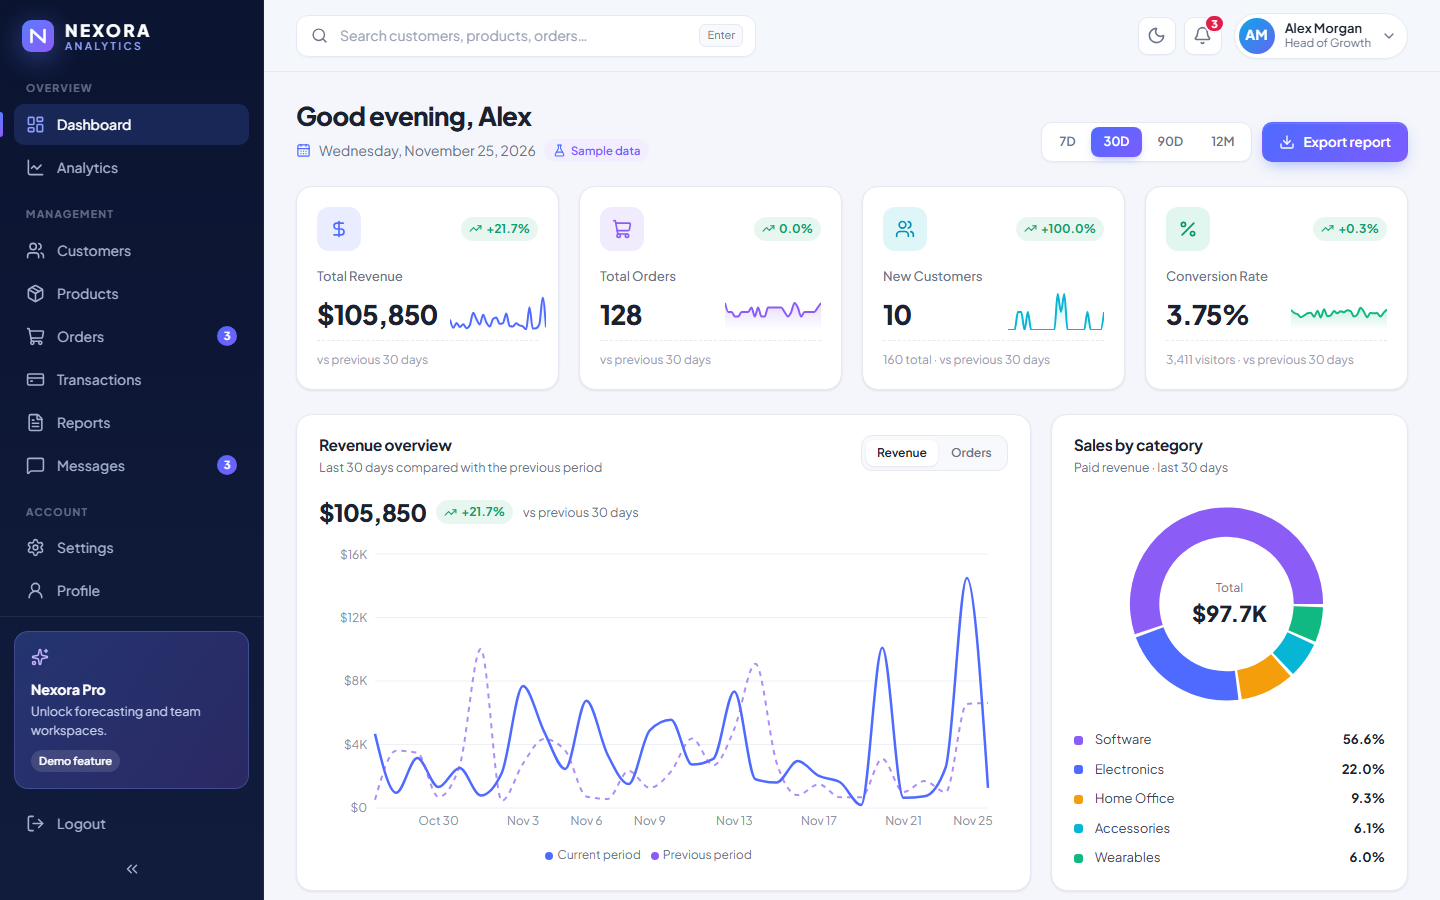 N
NEXORA
ANALYTICS
OVERVIEW
Dashboard
Analytics
MANAGEMENT
Customers
Products
Orders 3
Transactions
Reports
Messages 3
ACCOUNT
Settings
Profile
Nexora Pro
Unlock forecasting and team
workspaces.
Demo feature
Logout
Search customers, products, orders...
Enter
3
AM
Alex Morgan
Head of Growth
Good evening, Alex
Wednesday, November 25, 2026
Sample data
7D 30D 90D 12M
Export report
$
+21.7%
Total Revenue
$105,850
vs previous 30 days
0.0%
Total Orders
128
vs previous 30 days
+100.0%
New Customers
10
160 total · vs previous 30 days
%
+0.3%
Conversion Rate
3.75%
3,411 visitors · vs previous 30 days
Revenue overview
Last 30 days compared with the previous period
Revenue Orders
$105,850 +21.7% vs previous 30 days
$16K
$12K
$8K
$4K
$0
Oct 30 Nov 3 Nov 6 Nov 9 Nov 13 Nov 17 Nov 21 Nov 25
Current period Previous period
Sales by category
Paid revenue · last 30 days
Total
$97.7K
Software 56.6%
Electronics 22.0%
Home Office 9.3%
Accessories 6.1%
Wearables 6.0%